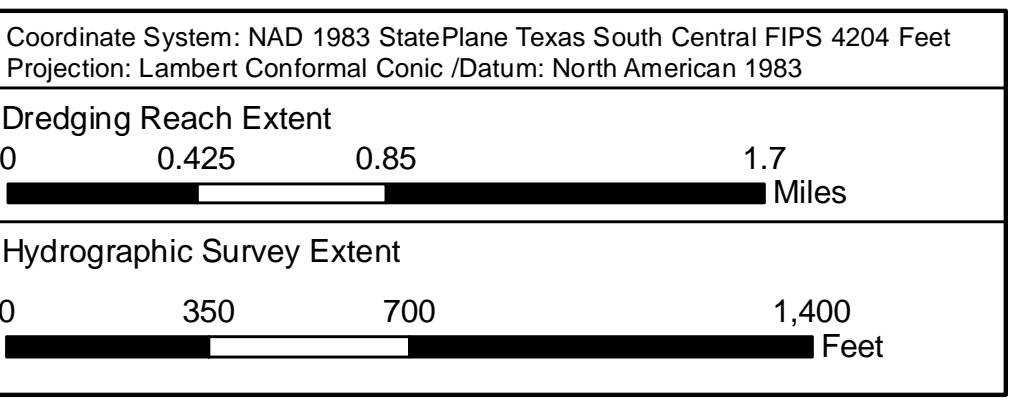 Coordinate System: NAD 1983 StatePlane Texas South Central FIPS 4204 Feet
Projection: Lambert Conformal Conic /Datum: North American 1983
Dredging Reach Extent
0 0.425 0.85 1.7
Miles
Hydrographic Survey Extent
0 350 700 1,400
Feet